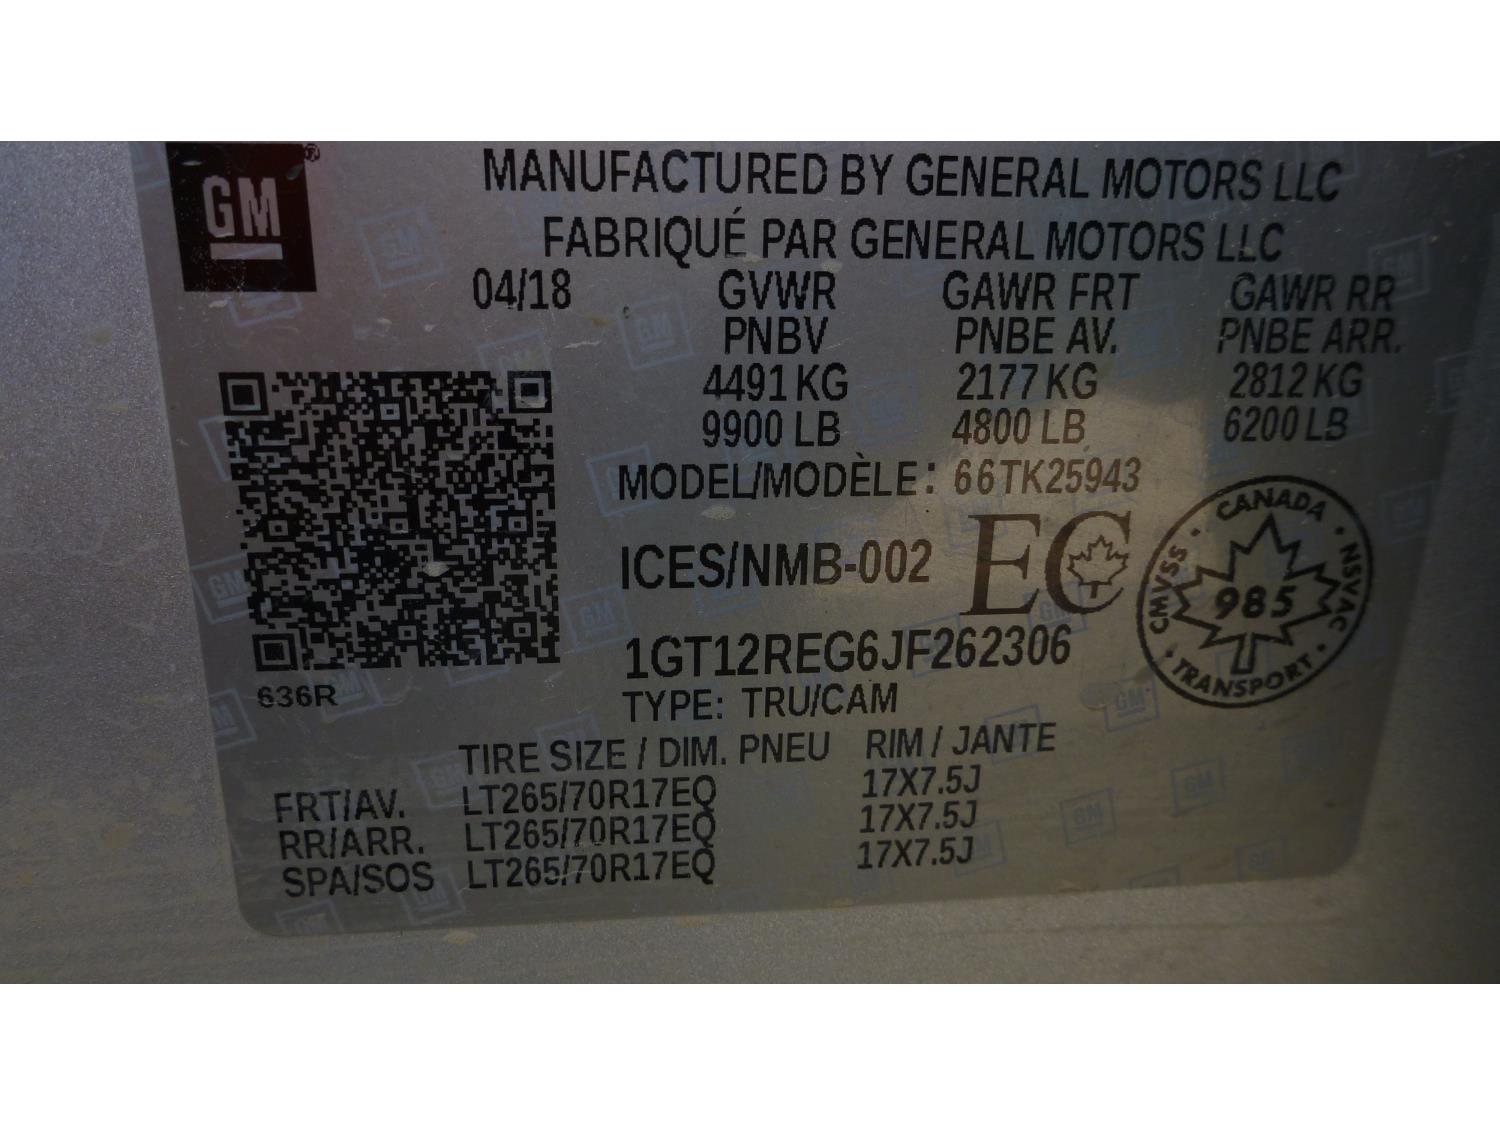 GM
MANUFACTURED BY GENERAL MOTORS LLC
FABRIQUÉ PAR GENERAL MOTORS LLC
04/18 GVWR GAWR FRT GAWR RR
PNBV PNBE AV. PNBE ARR.
4491 KG 2177 KG 2812 KG
9900 LB 4800 LB 6200 LB
MODEL/MODÈLE: 66TK25943
ICES/NMB-002 EC
CANADA
CMVSS 985 NSVAC
TRANSPORT
1GT12REG6JF262306
636R
TYPE: TRU/CAM
TIRE SIZE / DIM. PNEU RIM / JANTE
FRT/AV. LT265/70R17EQ 17X7.5J
RR/ARR. LT265/70R17EQ 17X7.5J
SPA/SOS LT265/70R17EQ 17X7.5J